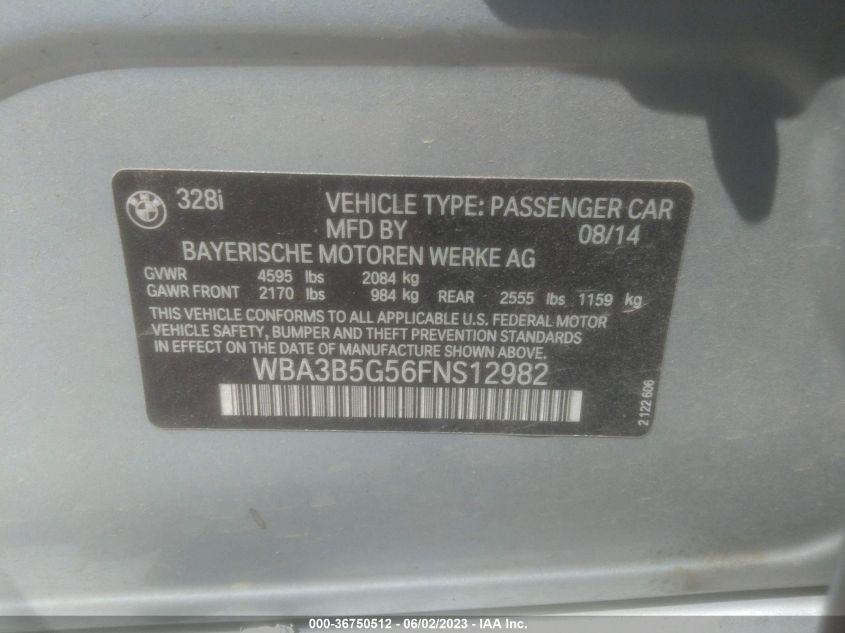 BMW 328i VEHICLE TYPE: PASSENGER CAR
MFD BY 08/14
BAYERISCHE MOTOREN WERKE AG
GVWR 4595 lbs 2084 kg
GAWR FRONT 2170 lbs 984 kg REAR 2555 lbs 1159 kg
THIS VEHICLE CONFORMS TO ALL APPLICABLE U.S. FEDERAL MOTOR
VEHICLE SAFETY, BUMPER AND THEFT PREVENTION STANDARDS
IN EFFECT ON THE DATE OF MANUFACTURE SHOWN ABOVE.
WBA3B5G56FNS12982
2 122 606
000-36750512 - 06/02/2023 - IAA Inc.